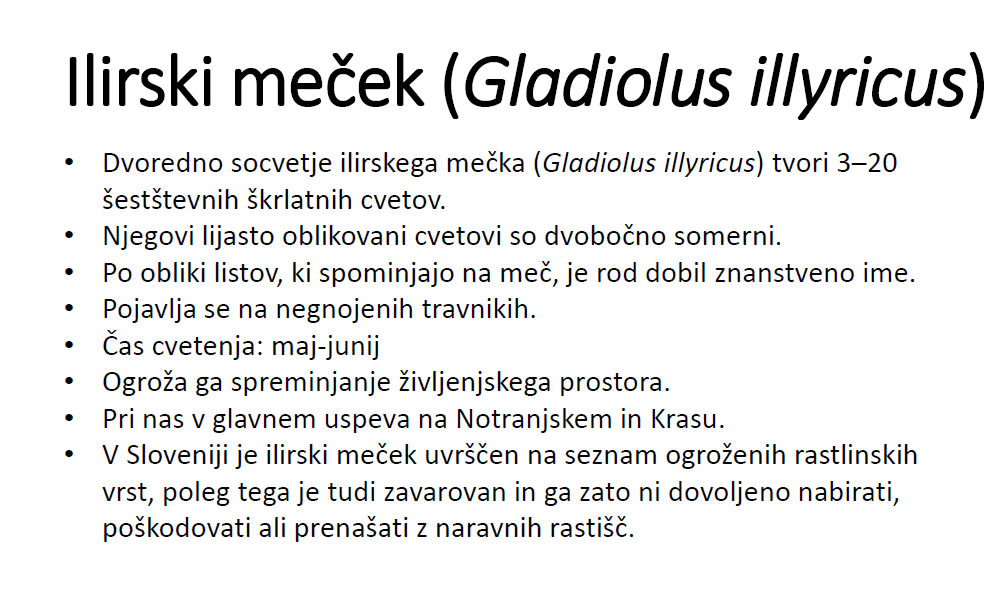 Ilirski meček (Gladiolus illyricus)
• Dvoredno socvetje ilirskega mečka (Gladiolus illyricus) tvori 3–20
šestštevnih škrlatnih cvetov.
• Njegovi lijasto oblikovani cvetovi so dvobočno somerni.
• Po obliki listov, ki spominjajo na meč, je rod dobil znanstveno ime.
• Pojavlja se na negnojenih travnikih.
• Čas cvetenja: maj-junij
• Ogroža ga spreminjanje življenjskega prostora.
• Pri nas v glavnem uspeva na Notranjskem in Krasu.
• V Sloveniji je ilirski meček uvrščen na seznam ogroženih rastlinskih
vrst, poleg tega je tudi zavarovan in ga zato ni dovoljeno nabirati,
poškodovati ali prenašati z naravnih rastišč.